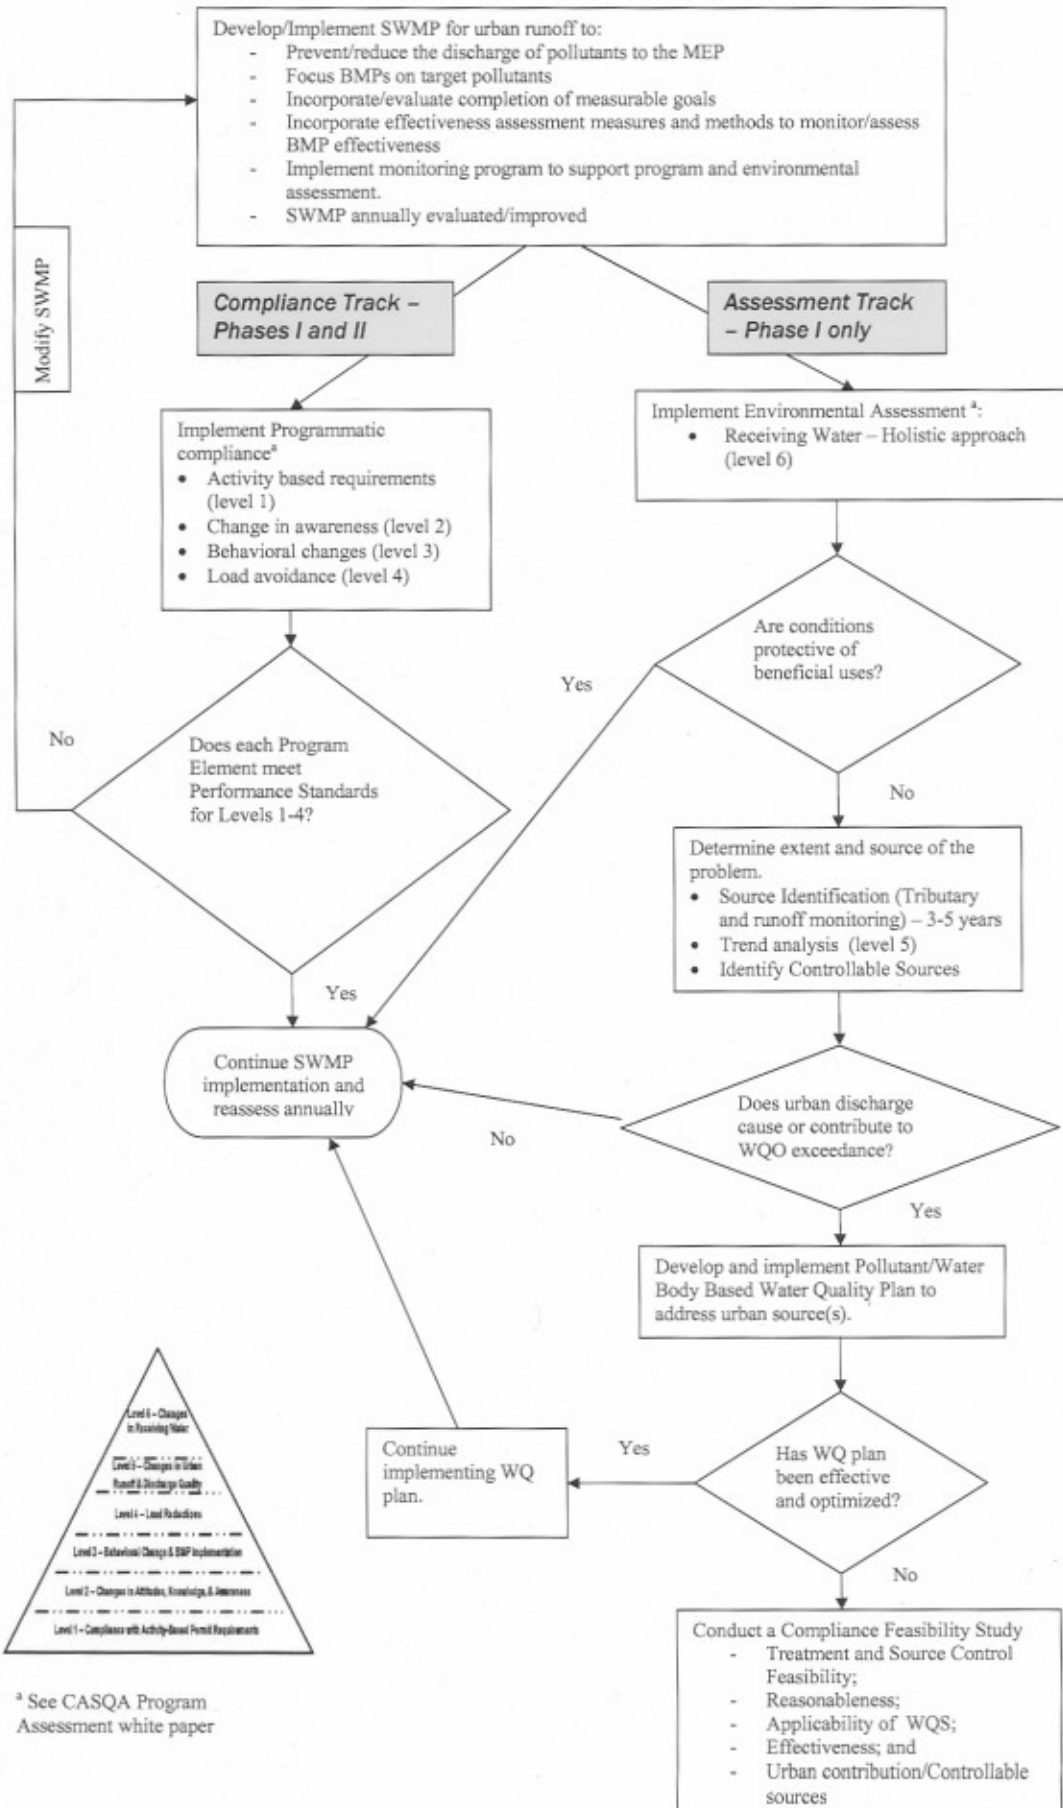 Develop/Implement SWMP for urban runoff to:
- Prevent/reduce the discharge of pollutants to the MEP
- Focus BMPs on target pollutants
- Incorporate/evaluate completion of measurable goals
- Incorporate effectiveness assessment measures and methods to monitor/assess
BMP effectiveness
- Implement monitoring program to support program and environmental
assessment.
- SWMP annually evaluated/improved
Modify SWMP
Compliance Track –
Phases I and II
Assessment Track
– Phase I only
Implement Programmatic
complianceᵃ
• Activity based requirements
(level 1)
• Change in awareness (level 2)
• Behavioral changes (level 3)
• Load avoidance (level 4)
Implement Environmental Assessment ᵃ:
• Receiving Water – Holistic approach
(level 6)
Are conditions
protective of
beneficial uses?
Yes
No
No
Does each Program
Element meet
Performance Standards
for Levels 1-4?
Yes
Determine extent and source of the
problem.
• Source Identification (Tributary
and runoff monitoring) – 3-5 years
• Trend analysis (level 5)
• Identify Controllable Sources
Continue SWMP
implementation and
reassess annually
Does urban discharge
cause or contribute to
WQO exceedance?
No
Yes
Develop and implement Pollutant/Water
Body Based Water Quality Plan to
address urban source(s).
Has WQ plan
been effective
and optimized?
Yes
Continue
implementing WQ
plan.
No
Conduct a Compliance Feasibility Study
- Treatment and Source Control
Feasibility;
- Reasonableness;
- Applicability of WQS;
- Effectiveness; and
- Urban contribution/Controllable
sources
Level 6 – Changes
in Receiving Water
Level 5 – Changes in Urban
Runoff & Discharge Quality
Level 4 – Load Reductions
Level 3 – Behavioral Change & BMP Implementation
Level 2 – Changes in Attitudes, Knowledge, & Awareness
Level 1 – Compliance with Activity-Based Permit Requirements
ᵃ See CASQA Program
Assessment white paper